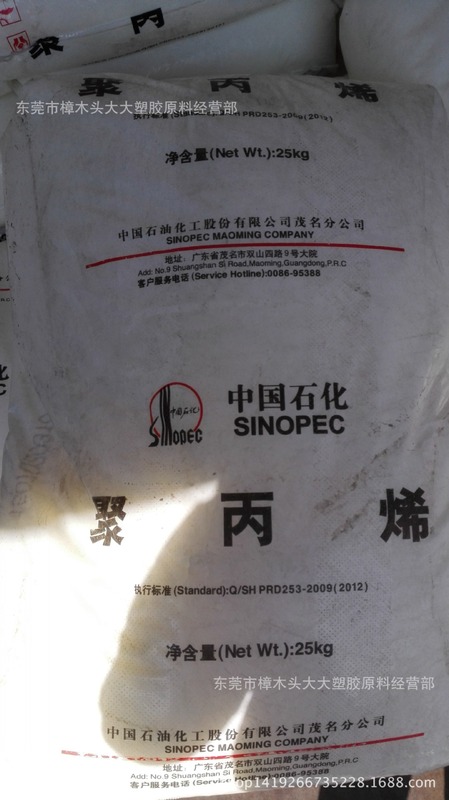 聚 丙
聚 丙 烯
东莞市樟木头大大塑胶原料经营部
净含量(Net Wt.):25kg
中国石油化工股份有限公司茂名分公司
SINOPEC MAOMING COMPANY
地址：广东省茂名市双山四路9号大院
Add: No.9 Shuangshan Si Road,Maoming,Guangdong,P.R.C
客户服务电话 (Service Hotline):0086-95388
中国石化
SINOPEC
中国石化
SINOPEC
聚 丙 烯
执行标准 (Standard):Q/SH PRD253-2009(2012)
净含量(Net Wt.):25kg
东莞市樟木头大大塑胶原料经营部
中国石油化工股份有限公司茂名分公司
SINOPEC MAOMING COMPANY
地址：广东省茂名市双山四路9号大院
Add:No.9 Shuangshan Si Road,Maoming,Guangdong,P.R.C
客户服务电话 (Service Hotline):0086-95388
pp1419266735228.1688.com